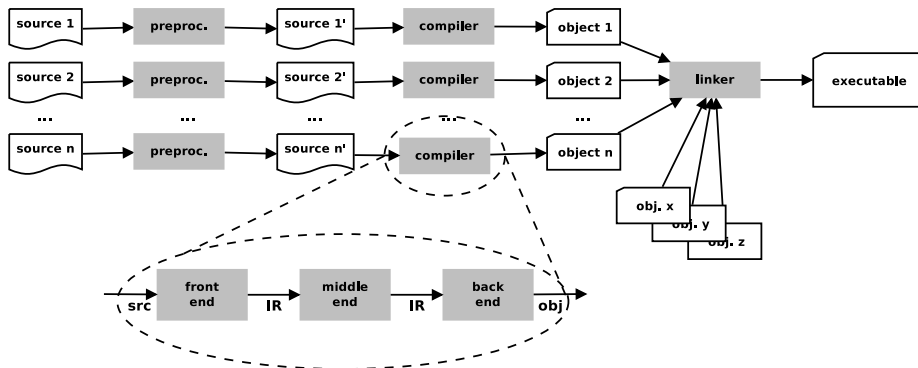 source 1
preproc.
source 1'
compiler
object 1
source 2
preproc.
source 2'
compiler
object 2
linker
executable
...
...
...
...
...
source n
preproc.
source n'
compiler
object n
obj. x
obj. y
obj. z
front
end
middle
end
back
end
src
IR
IR
obj